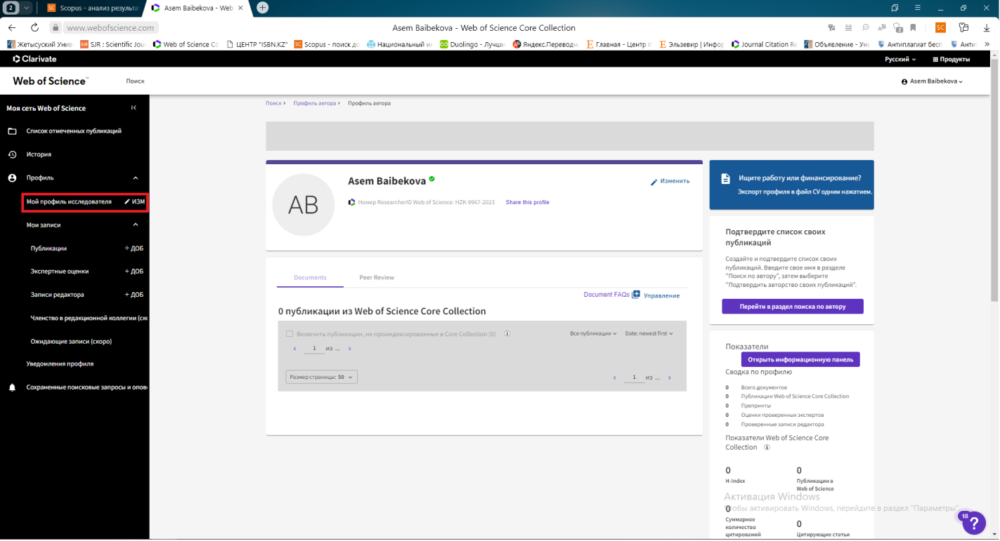 2
Scopus - анализ результа
Asem Baibekova - Web
www.webofscience.com
Asem Baibekova - Web of Science Core Collection
Жетысуский Унив
SJR : Scientific Jour
Web of Science Co
ЦЕНТР "ISBN.KZ"
Scopus - поиск до
Национальный ин
Duolingo - Лучши
Яндекс.Переводч
Главная - Центр п
Эльзевир | Инфор
Journal Citation Re
Объявление - Уни
Антиплагиат бесп
Анти
Clarivate
Русский
Продукты
Web of Science™
Поиск
Asem Baibekova
Моя сеть Web of Science
Список отмеченных публикаций
История
Профиль
Мой профиль исследователя
ИЗМ
Мои записи
Публикации
+ ДОБ
Экспертные оценки
+ ДОБ
Записи редактора
+ ДОБ
Членство в редакционной коллегии (ско
Ожидающие записи (скоро)
Уведомления профиля
Сохраненные поисковые запросы и опове
Поиск > Профиль автора > Профиль автора
AB
Asem Baibekova
Изменить
Номер ResearcherID Web of Science: HZK-9967-2023
Share this profile
Documents
Peer Review
Document FAQs
Управление
0 публикации из Web of Science Core Collection
Включить публикации, не проиндексированные в Core Collection (0)
Все публикации
Date: newest first
< 1 из ... >
Размер страницы: 50
< 1 из ... >
Ищите работу или финансирование?
Экспорт профиля в файл CV одним нажатием.
Подтвердите список своих
публикаций
Создайте и подтвердите список своих
публикаций. Введите свое имя в разделе
"Поиск по автору", затем выберите
"Подтвердить авторство своих публикаций".
Перейти в раздел поиска по автору
Показатели
Открыть информационную панель
Сводка по профилю
0 Всего документов
0 Публикации Web of Science Core Collection
0 Препринты
0 Оценки проверенных экспертов
0 Проверенные записи редактора
Показатели Web of Science Core
Collection
0
H-Index
0
Публикации в
Web of Science
Активация Windows
Чтобы активировать Windows, перейдите в раздел "Параметры".
0
Суммарное
количество
цитирований
0
Цитирующие статьи
18
?